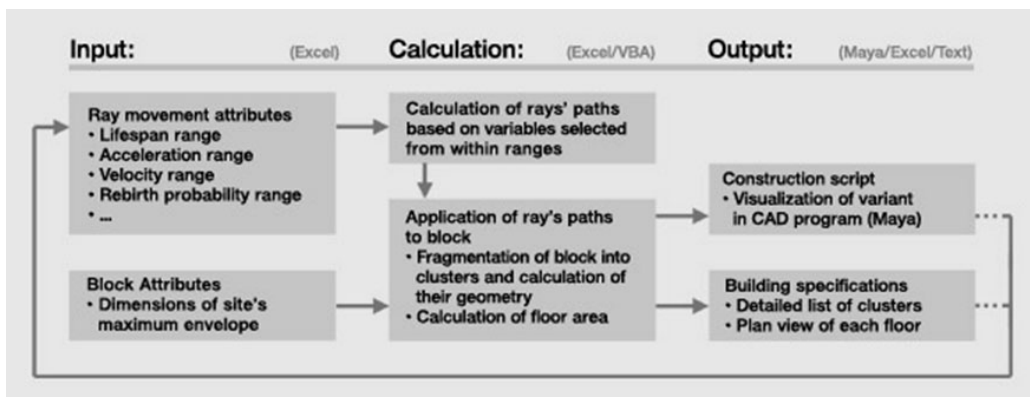 Input: (Excel)
Calculation: (Excel/VBA)
Output: (Maya/Excel/Text)
Ray movement attributes
• Lifespan range
• Acceleration range
• Velocity range
• Rebirth probability range
• ...
Block Attributes
• Dimensions of site's
maximum envelope
Calculation of rays' paths
based on variables selected
from within ranges
Application of ray's paths
to block
• Fragmentation of block into
clusters and calculation of
their geometry
• Calculation of floor area
Construction script
• Visualization of variant
in CAD program (Maya)
Building specifications
• Detailed list of clusters
• Plan view of each floor